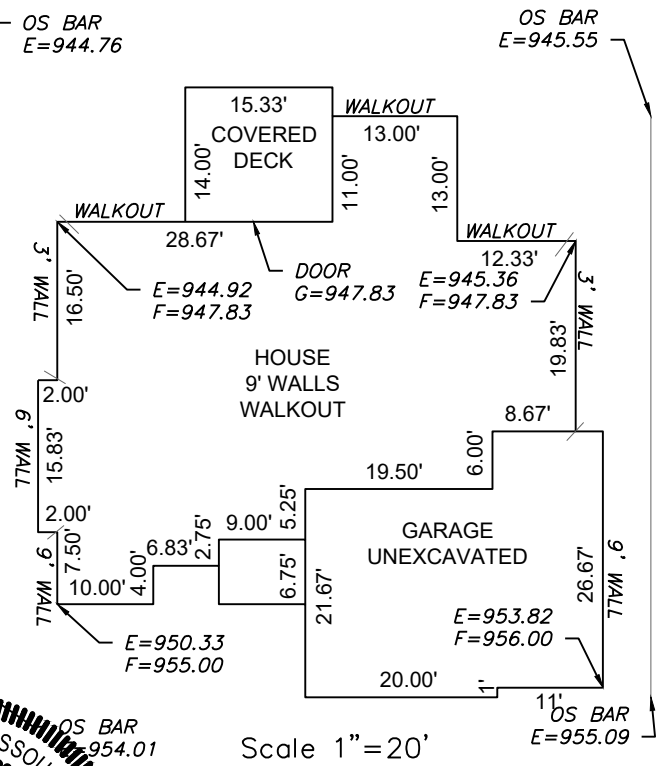 OS BAR
E=944.76
OS BAR
E=945.55
15.33'
COVERED
DECK
14.00'
WALKOUT
13.00'
11.00'
13.00'
WALKOUT
28.67'
WALKOUT
12.33'
3' WALL
16.50'
E=944.92
F=947.83
DOOR
G=947.83
E=945.36
F=947.83
3' WALL
19.83'
HOUSE
9' WALLS
WALKOUT
2.00'
6' WALL
15.83'
8.67'
6.00'
19.50'
2.00'
7.50'
9' WALL
10.00'
4.00'
6.83'
2.75'
9.00'
5.25'
6.75'
21.67'
GARAGE
UNEXCAVATED
26.67'
9' WALL
E=950.33
F=955.00
E=953.82
F=956.00
20.00'
1'
11'
OS BAR
E=955.09
OS BAR
=954.01
SSOU
Scale 1"=20'